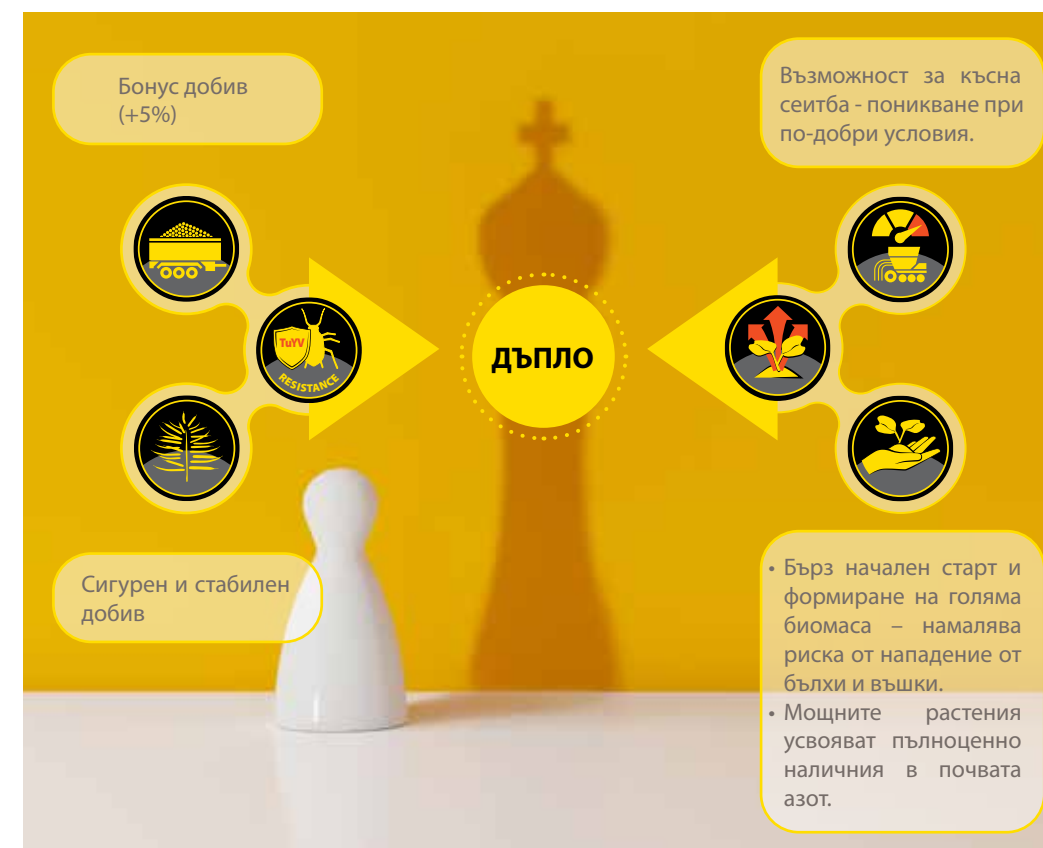 Бонус добив
(+5%)
Възможност за късна
сеитба - поникване при
по-добри условия.
TuYV
RESISTANCE
ДЪПЛО
Сигурен и стабилен
добив
• Бърз начален старт и
формиране на голяма
биомаса – намалява
риска от нападение от
бълхи и въшки.
• Мощните растения
усвояват пълноценно
наличния в почвата
азот.